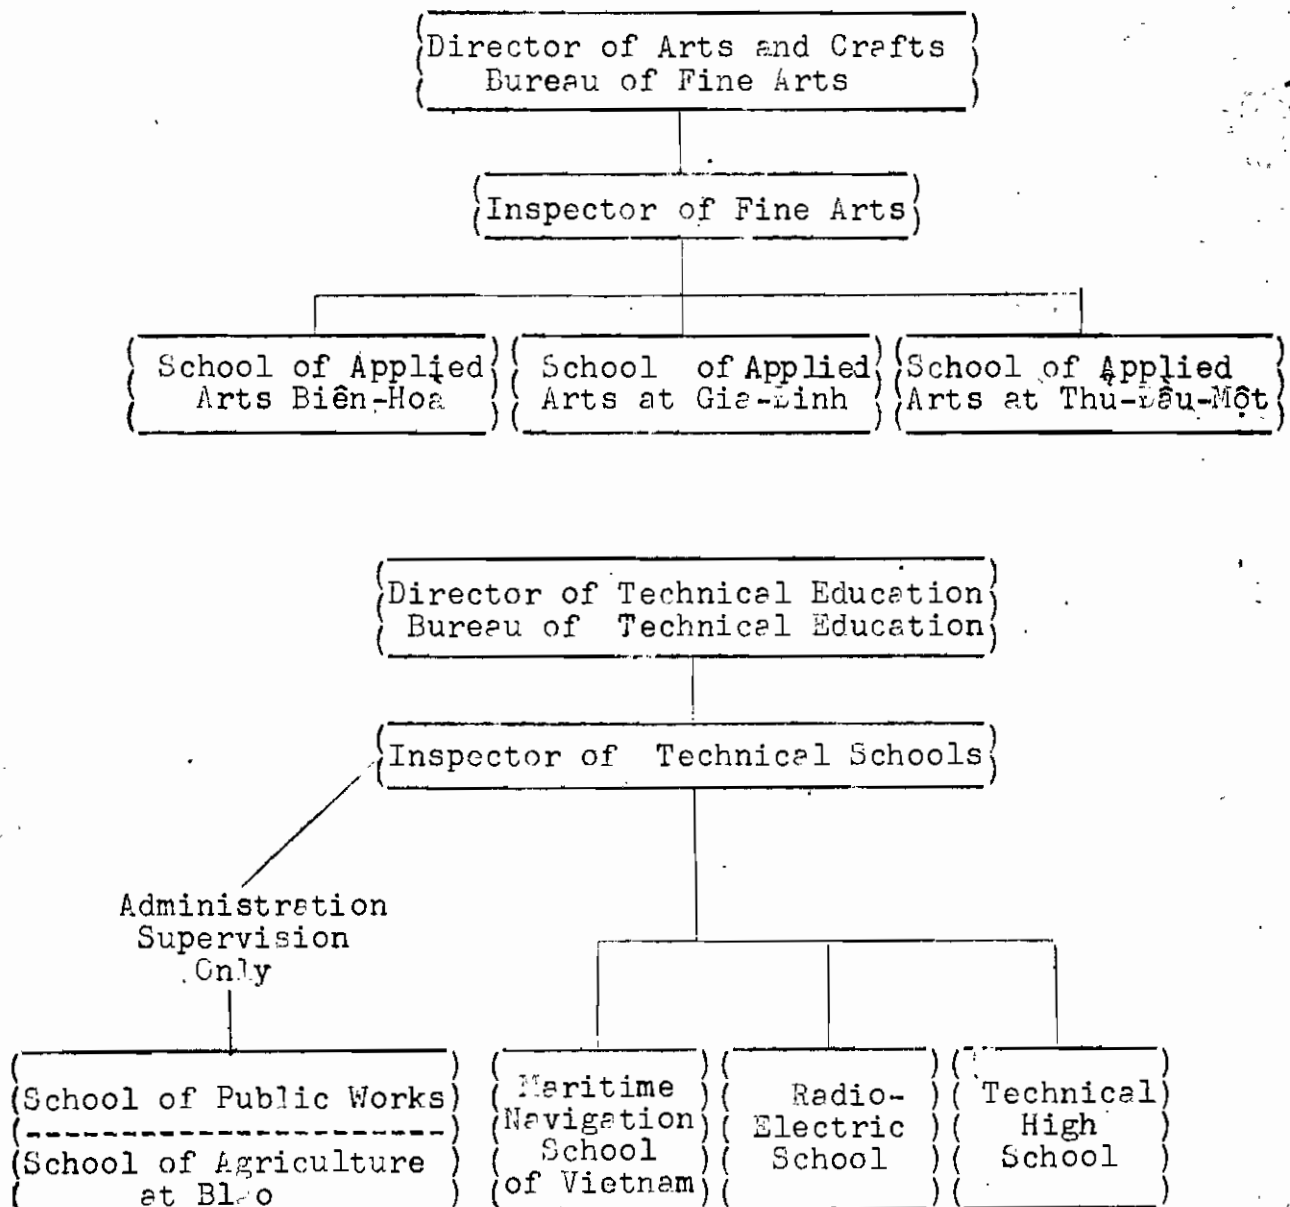 Director of Arts and Crafts
Bureau of Fine Arts
Inspector of Fine Arts
School of Applied
Arts Biên-Hoà
School of Applied
Arts at Gia-Đinh
School of Applied
Arts at Thủ-Đầu-Một
Director of Technical Education
Bureau of Technical Education
Inspector of Technical Schools
Administration
Supervision
Only
School of Public Works
School of Agriculture
at Blao
Maritime
Navigation
School
of Vietnam
Radio-
Electric
School
Technical
High
School